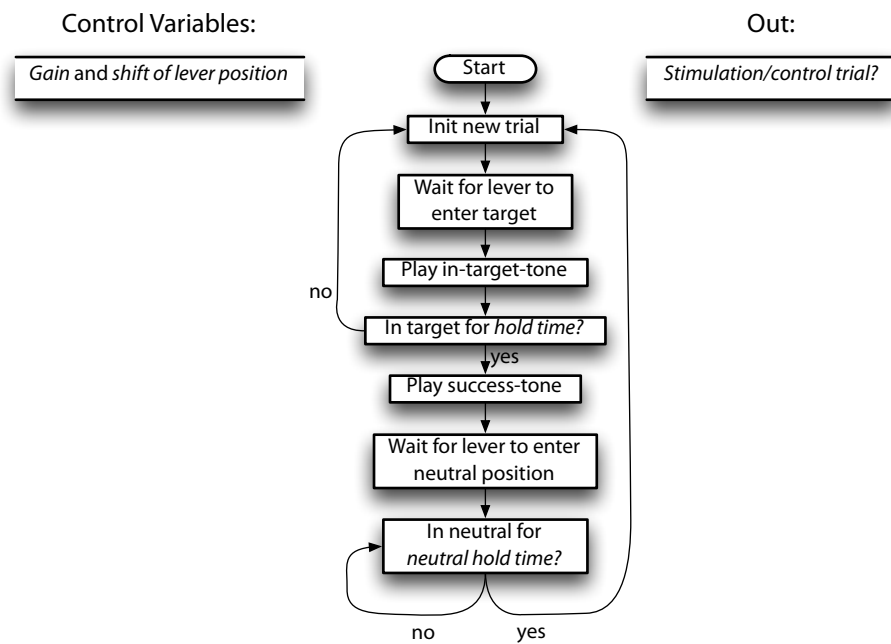 Control Variables:
Out:
Gain and shift of lever position
Stimulation/control trial?
Start
Init new trial
Wait for lever to
enter target
Play in-target-tone
no
In target for hold time?
yes
Play success-tone
Wait for lever to enter
neutral position
In neutral for
neutral hold time?
no
yes